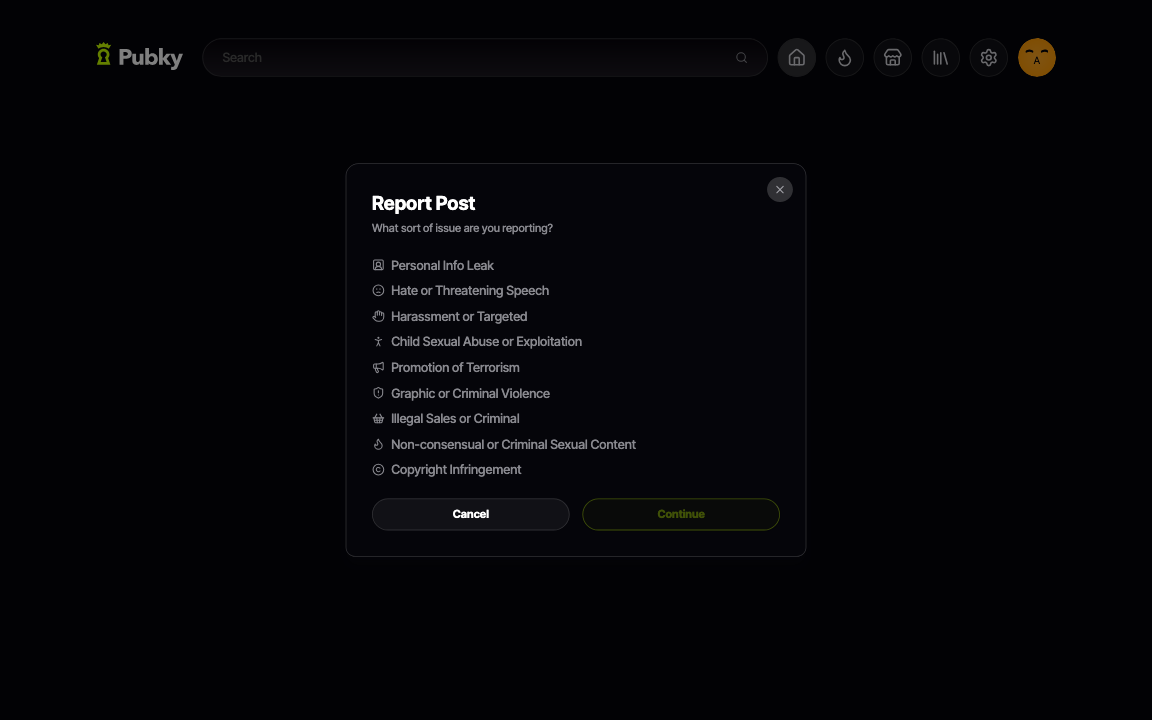 Pubky
Search
A
Report Post
What sort of issue are you reporting?
Personal Info Leak
Hate or Threatening Speech
Harassment or Targeted
Child Sexual Abuse or Exploitation
Promotion of Terrorism
Graphic or Criminal Violence
Illegal Sales or Criminal
Non-consensual or Criminal Sexual Content
Copyright Infringement
Cancel
Continue